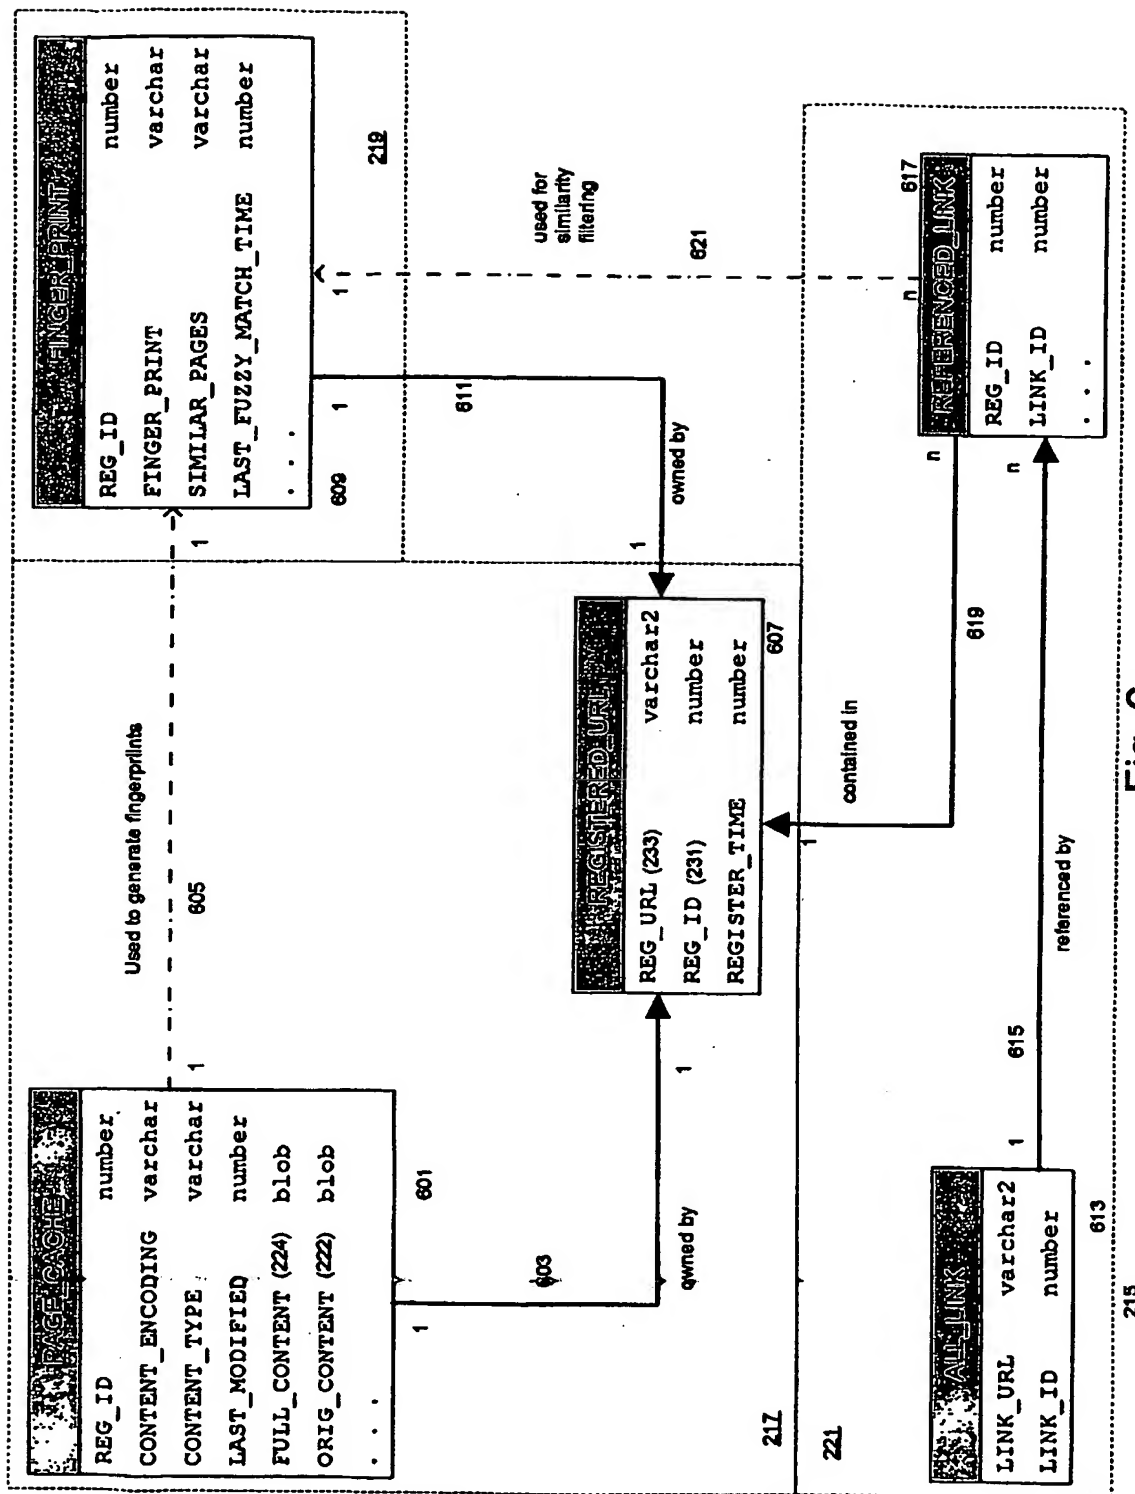 PAGE_CACHE
REG_ID number
CONTENT_ENCODING varchar
CONTENT_TYPE varchar
LAST_MODIFIED number
FULL_CONTENT (224) blob
ORIG_CONTENT (222) blob
. . .
601
1
603
owned by
1
1
Used to generate fingerpriints
605
1
FINGER_PRINT
REG_ID number
FINGER_PRINT varchar
SIMILAR_PAGES varchar
LAST_FUZZY_MATCH_TIME number
. . .
609
1
1
219
611
owned by
1
used for
similarity
filtering
621
REGISTERED_URL
REG_URL (233) varchar2
REG_ID (231) number
REGISTER_TIME number
607
217
221
1
contained in
619
n
n
n
617
REFERENCED_LINK
REG_ID number
LINK_ID number
. . .
ALL_LINK
LINK_URL varchar2
LINK_ID number
613
1
615
referenced by
215